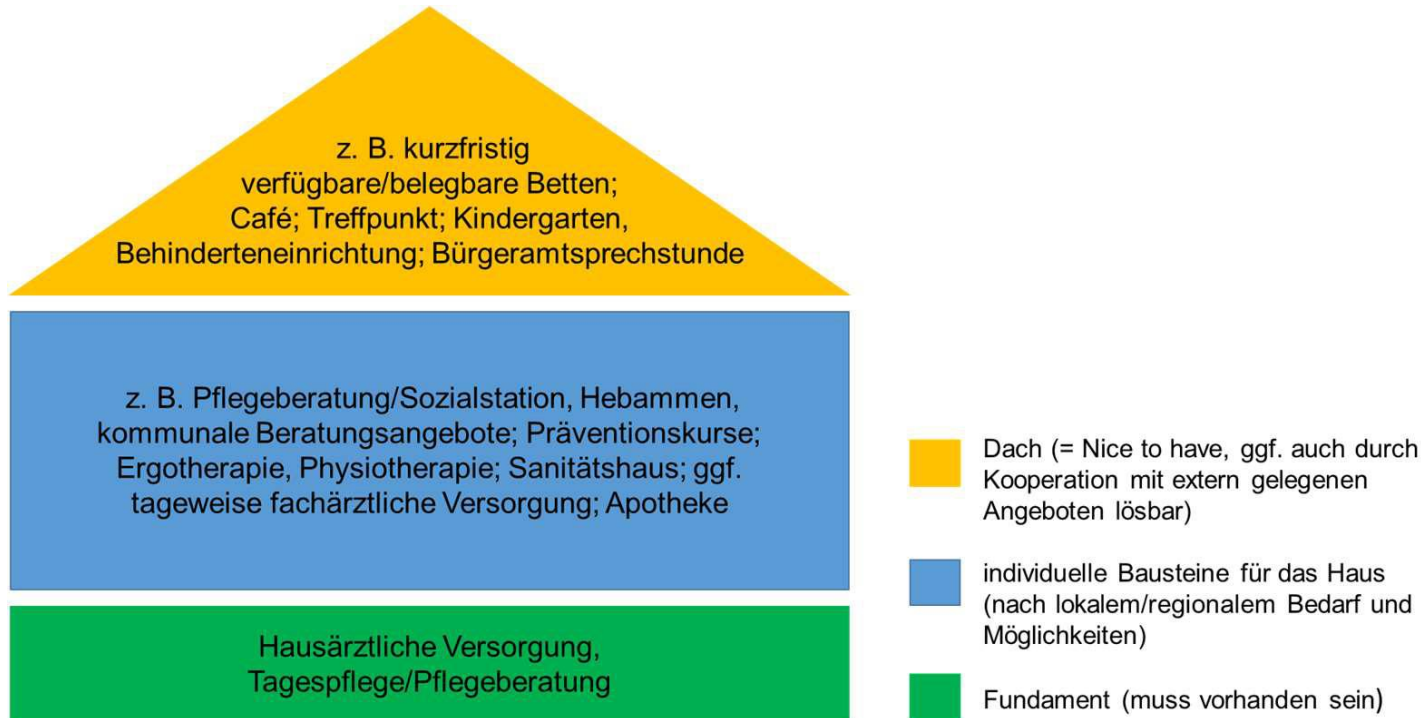 z. B. kurzfristig
verfügbare/belegbare Betten;
Café; Treffpunkt; Kindergarten,
Behinderteneinrichtung; Bürgeramtsprechstunde
z. B. Pflegeberatung/Sozialstation, Hebammen,
kommunale Beratungsangebote; Präventionskurse;
Ergotherapie, Physiotherapie; Sanitätshaus; ggf.
tageweise fachärztliche Versorgung; Apotheke
Hausärztliche Versorgung,
Tagespflege/Pflegeberatung
Dach (= Nice to have, ggf. auch durch
Kooperation mit extern gelegenen
Angeboten lösbar)
individuelle Bausteine für das Haus
(nach lokalem/regionalem Bedarf und
Möglichkeiten)
Fundament (muss vorhanden sein)